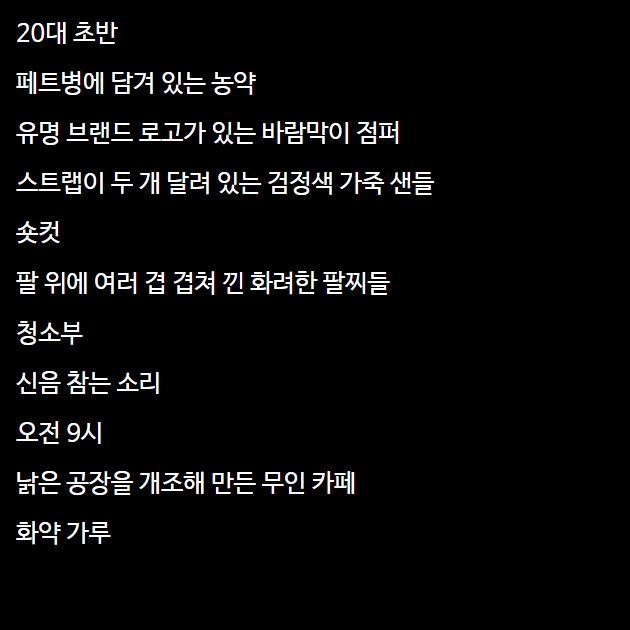 20대 초반
페트병에 담겨 있는 농약
유명 브랜드 로고가 있는 바람막이 점퍼
스트랩이 두 개 달려 있는 검정색 가죽 샌들
숏컷
팔 위에 여러 겹 겹쳐 낀 화려한 팔찌들
청소부
신음 참는 소리
오전 9시
낡은 공장을 개조해 만든 무인 카페
화약 가루